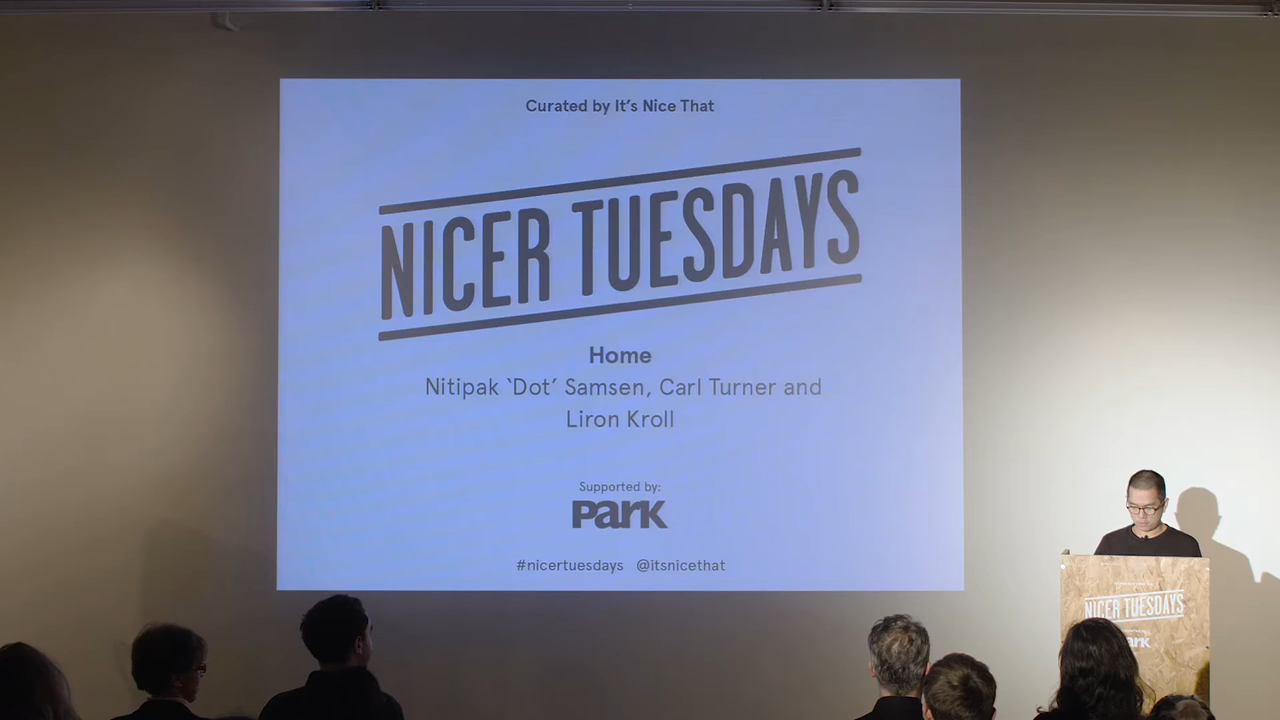 Curated by It's Nice That
NICER TUESDAYS
Home
Nitipak ‘Dot’ Samsen, Carl Turner and
Liron Kroll
Supported by:
park
#nicertuesdays @itsnicethat
NICER TUESDAYS